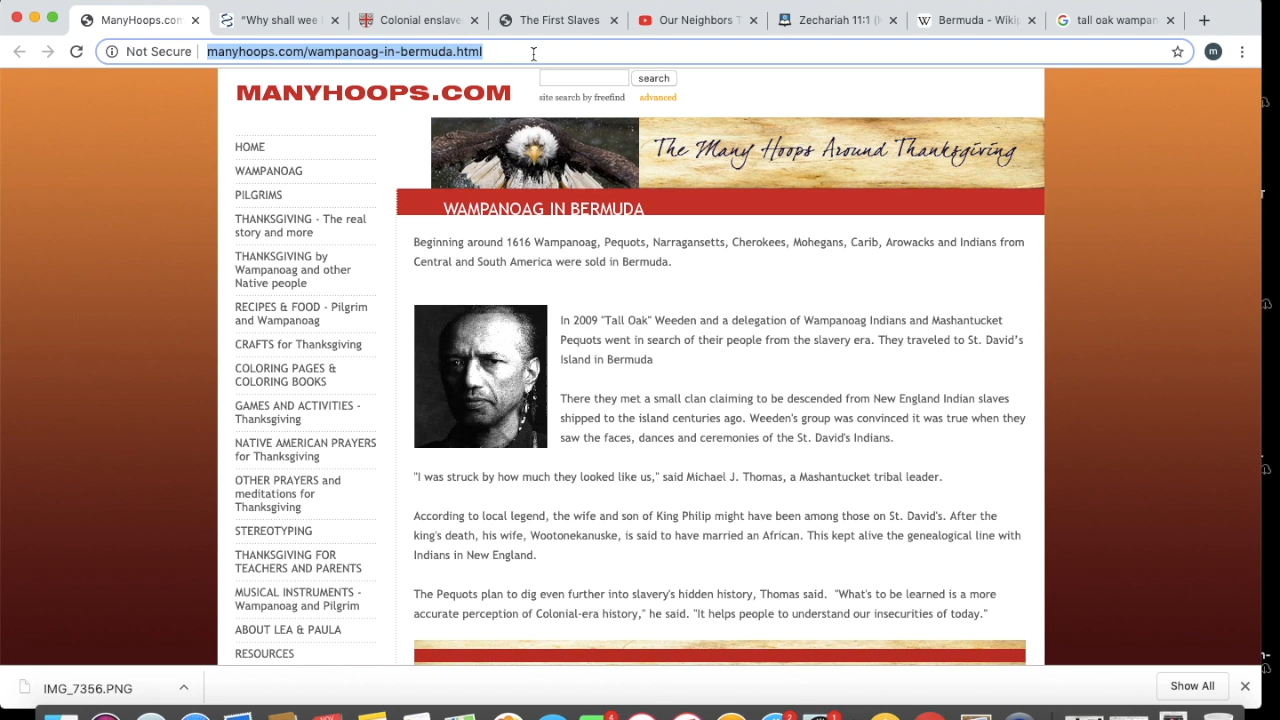 ManyHoops.com
"Why shall wee
Colonial enslave
The First Slaves
Our Neighbors T
Zechariah 11:1 (
Bermuda - Wiki
tall oak wampan
Not Secure
manyhoops.com/wampanoag-in-bermuda.html
m
MANYHOOPS.COM
search
site search by freefind
advanced
The Many Hoops Around Thanksgiving
WAMPANOAG IN BERMUDA
HOME
WAMPANOAG
PILGRIMS
THANKSGIVING - The real
story and more
THANKSGIVING by
Wampanoag and other
Native people
RECIPES & FOOD - Pilgrim
and Wampanoag
CRAFTS for Thanksgiving
COLORING PAGES &
COLORING BOOKS
GAMES AND ACTIVITIES -
Thanksgiving
NATIVE AMERICAN PRAYERS
for Thanksgiving
OTHER PRAYERS and
meditations for
Thanksgiving
STEREOTYPING
THANKSGIVING FOR
TEACHERS AND PARENTS
MUSICAL INSTRUMENTS -
Wampanoag and Pilgrim
ABOUT LEA & PAULA
RESOURCES
Beginning around 1616 Wampanoag, Pequots, Narragansetts, Cherokees, Mohegans, Carib, Arowacks and Indians from
Central and South America were sold in Bermuda.
In 2009 "Tall Oak" Weeden and a delegation of Wampanoag Indians and Mashantucket
Pequots went in search of their people from the slavery era. They traveled to St. David's
Island in Bermuda
There they met a small clan claiming to be descended from New England Indian slaves
shipped to the island centuries ago. Weeden's group was convinced it was true when they
saw the faces, dances and ceremonies of the St. David's Indians.
"I was struck by how much they looked like us," said Michael J. Thomas, a Mashantucket tribal leader.
According to local legend, the wife and son of King Philip might have been among those on St. David's. After the
king's death, his wife, Wootonekanuske, is said to have married an African. This kept alive the genealogical line with
Indians in New England.
The Pequots plan to dig even further into slavery's hidden history, Thomas said. "What's to be learned is a more
accurate perception of Colonial-era history," he said. "It helps people to understand our insecurities of today."
IMG_7356.PNG
Show All